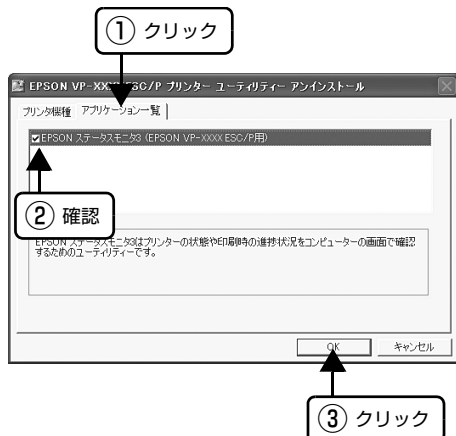 ① クリック
EPSON VP-XXXX ESC/P プリンター ユーティリティー アンインストール
プリンタ機種 アプリケーション一覧
EPSON ステータスモニタ3 (EPSON VP-XXXX ESC/P用)
② 確認
EPSON ステータスモニタ3はプリンターの状態や印刷時の進捗状況をコンピューターの画面で確認
するためのユーティリティーです。
OK キャンセル
③ クリック